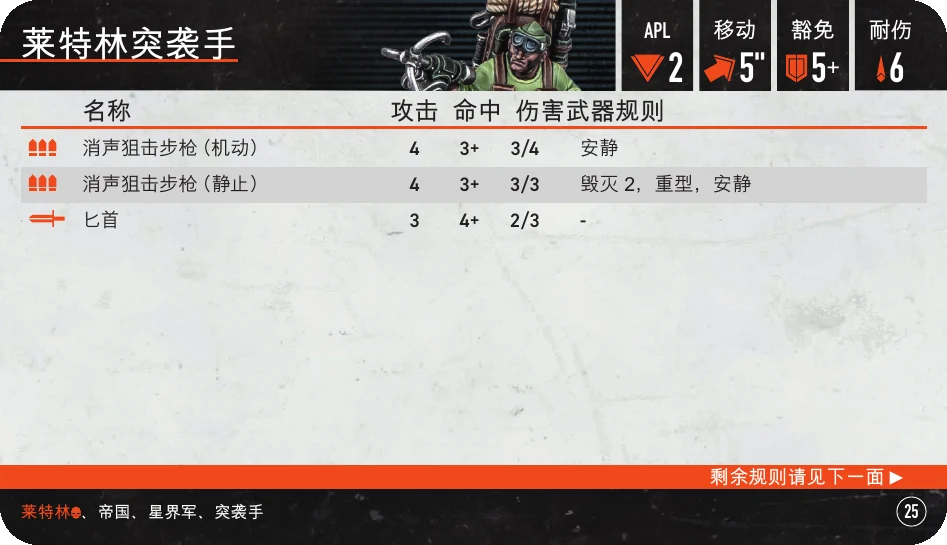 莱特林突袭手
APL 移动 豁免 耐伤
2 5" 5+ 6
名称 攻击 命中 伤害 武器规则
消声狙击步枪（机动） 4 3+ 3/4 安静
消声狙击步枪（静止） 4 3+ 3/3 毁灭 2，重型，安静
匕首 3 4+ 2/3 -
剩余规则请见下一面▶
莱特林、帝国、星界军、突袭手
25